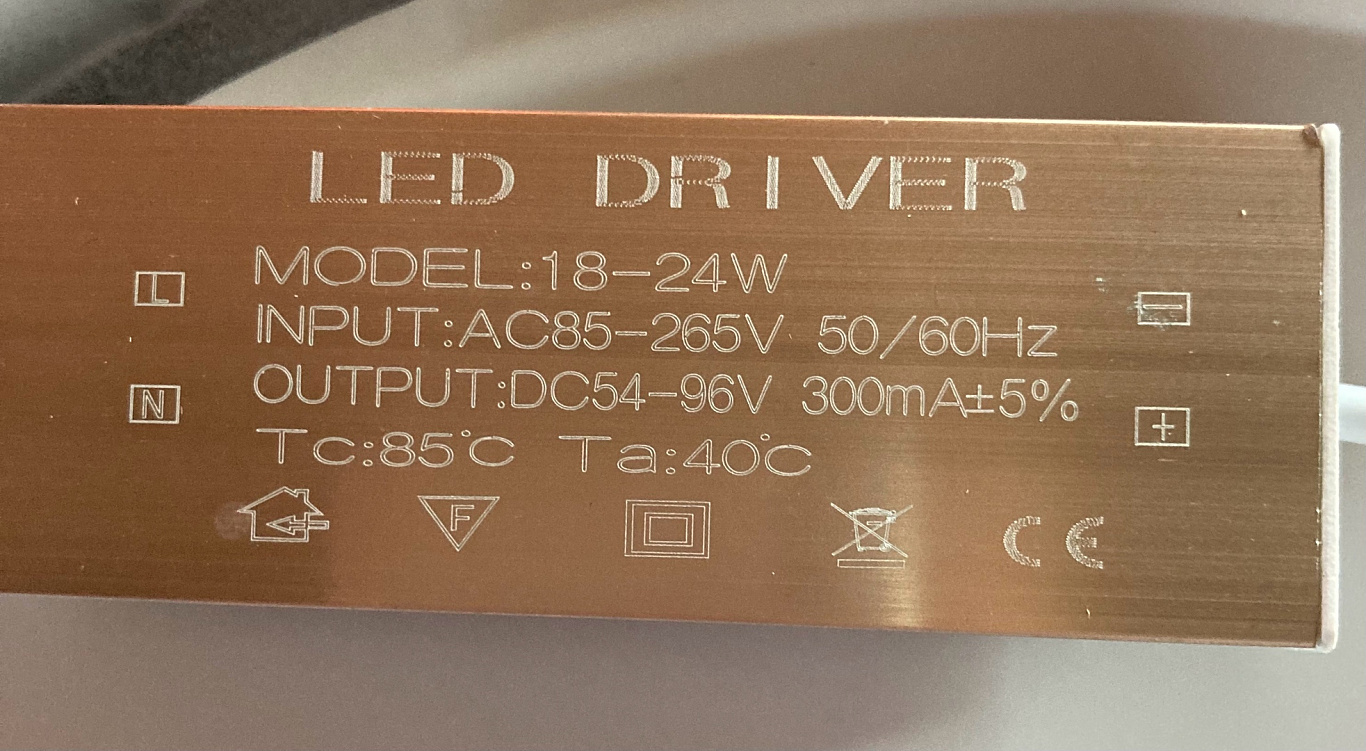 LED DRIVER
L
MODEL:18-24W
-
INPUT:AC85-265V 50/60Hz
N
OUTPUT:DC54-96V 300mA±5%
+
Tc:85℃ Ta:40℃
F
CE